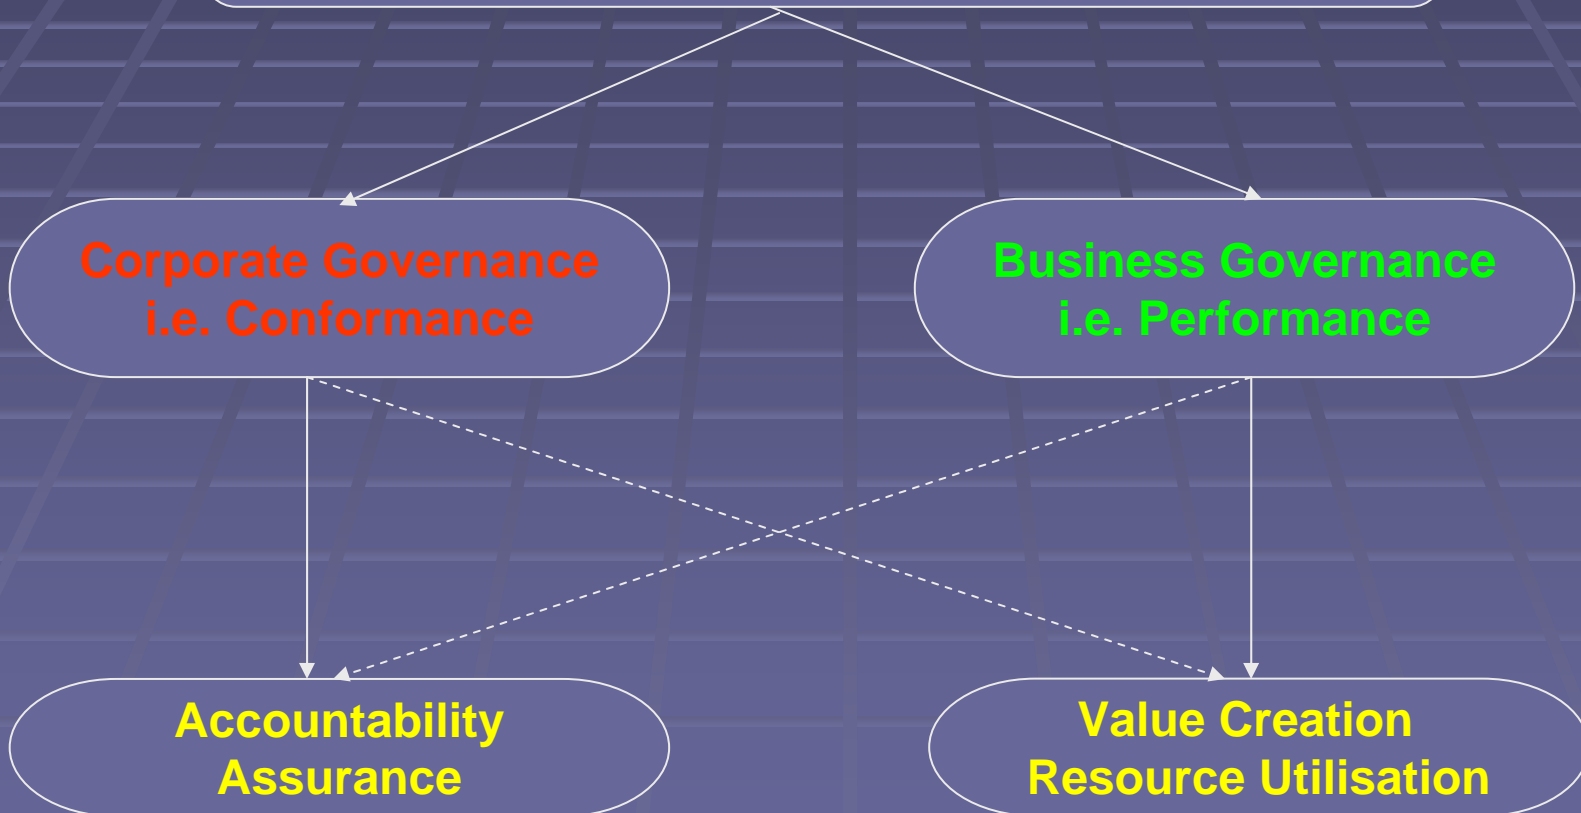 Corporate Governance
i.e. Conformance
Business Governance
i.e. Performance
Accountability
Assurance
Value Creation
Resource Utilisation